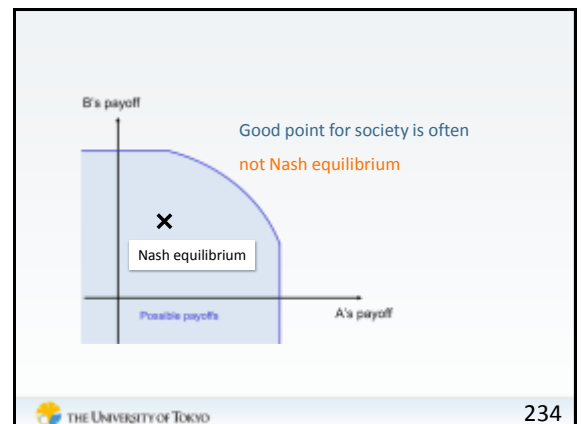 B's payoff
Good point for society is often
not Nash equilibrium
×
Nash equilibrium
Possible payoffs
A's payoff
THE UNIVERSITY OF TOKYO
234